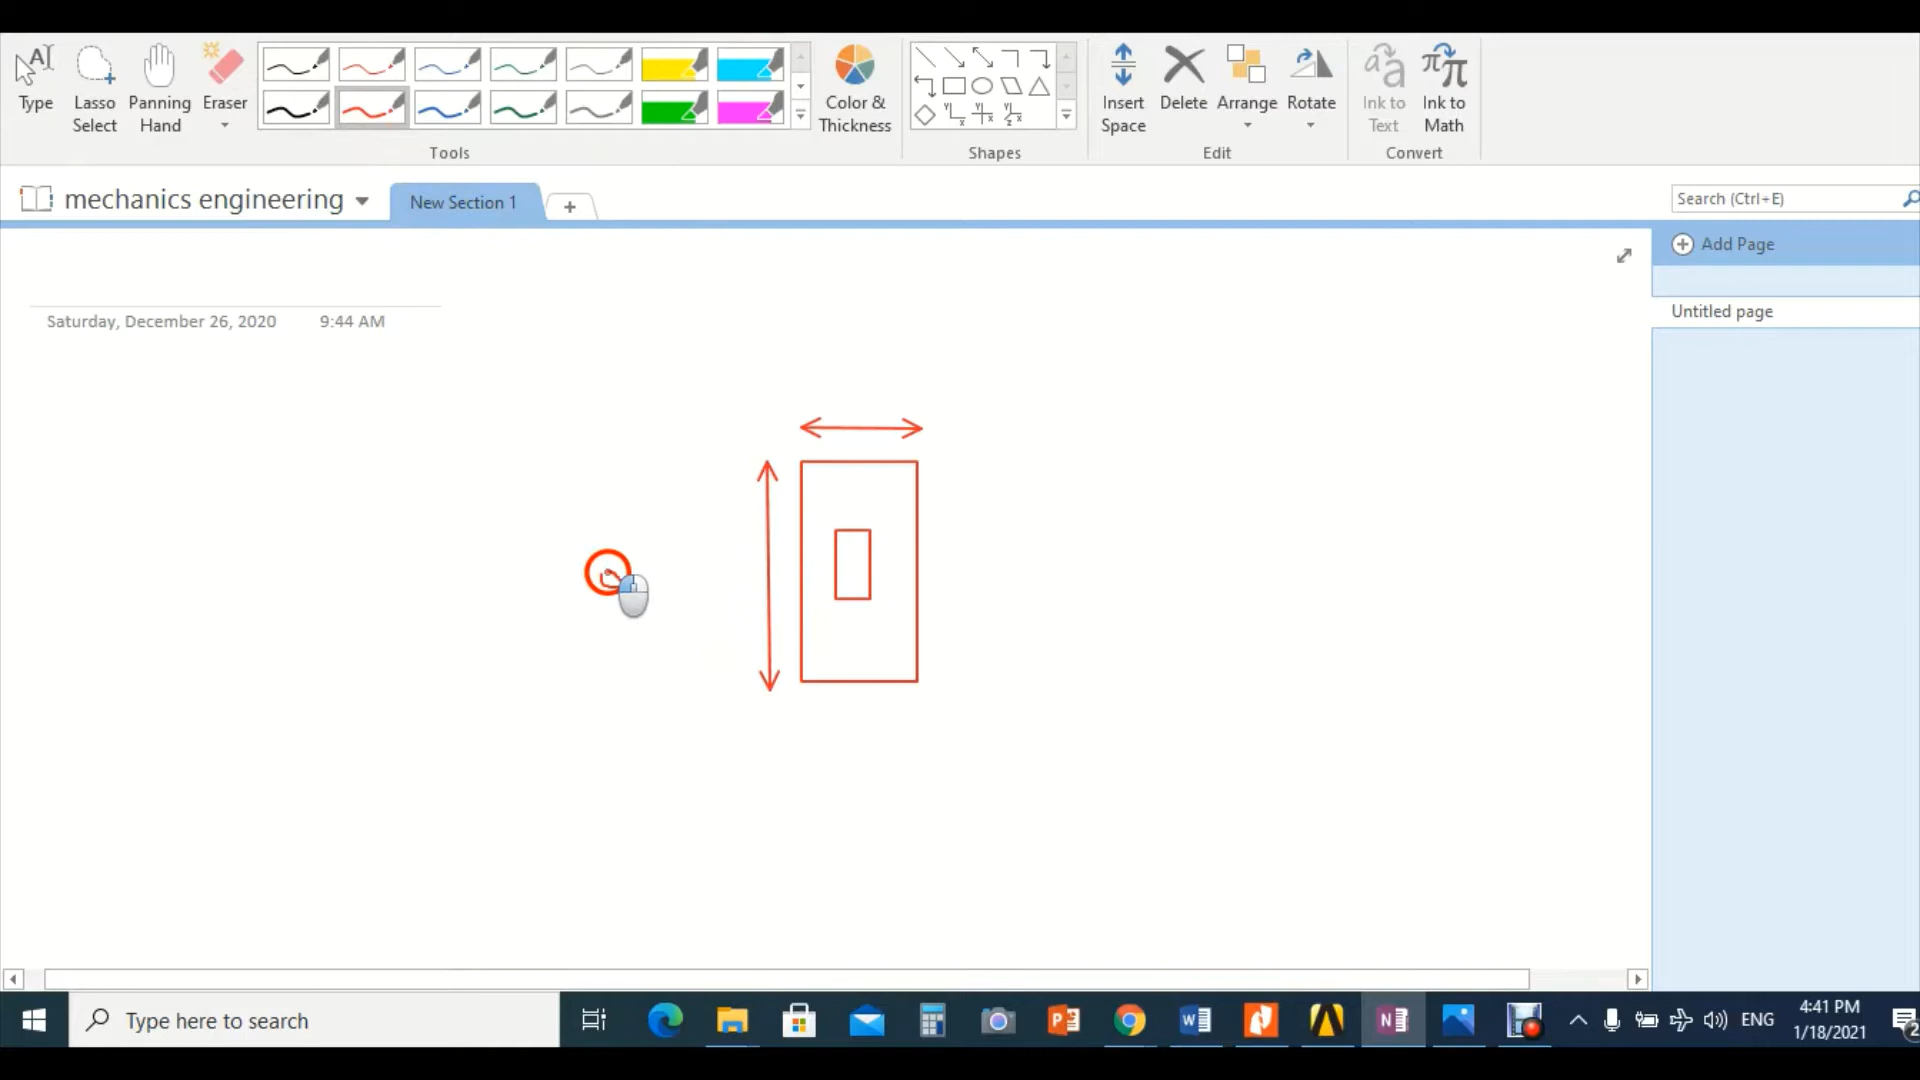 Type
Lasso Select
Panning Hand
Eraser
Color & Thickness
Insert Space
Delete
Arrange
Rotate
Ink to Text
Ink to Math
Tools
Shapes
Edit
Convert
mechanics engineering
New Section 1
Search (Ctrl+E)
Add Page
Untitled page
Saturday, December 26, 2020 9:44 AM
Type here to search
ENG
4:41 PM
1/18/2021
2